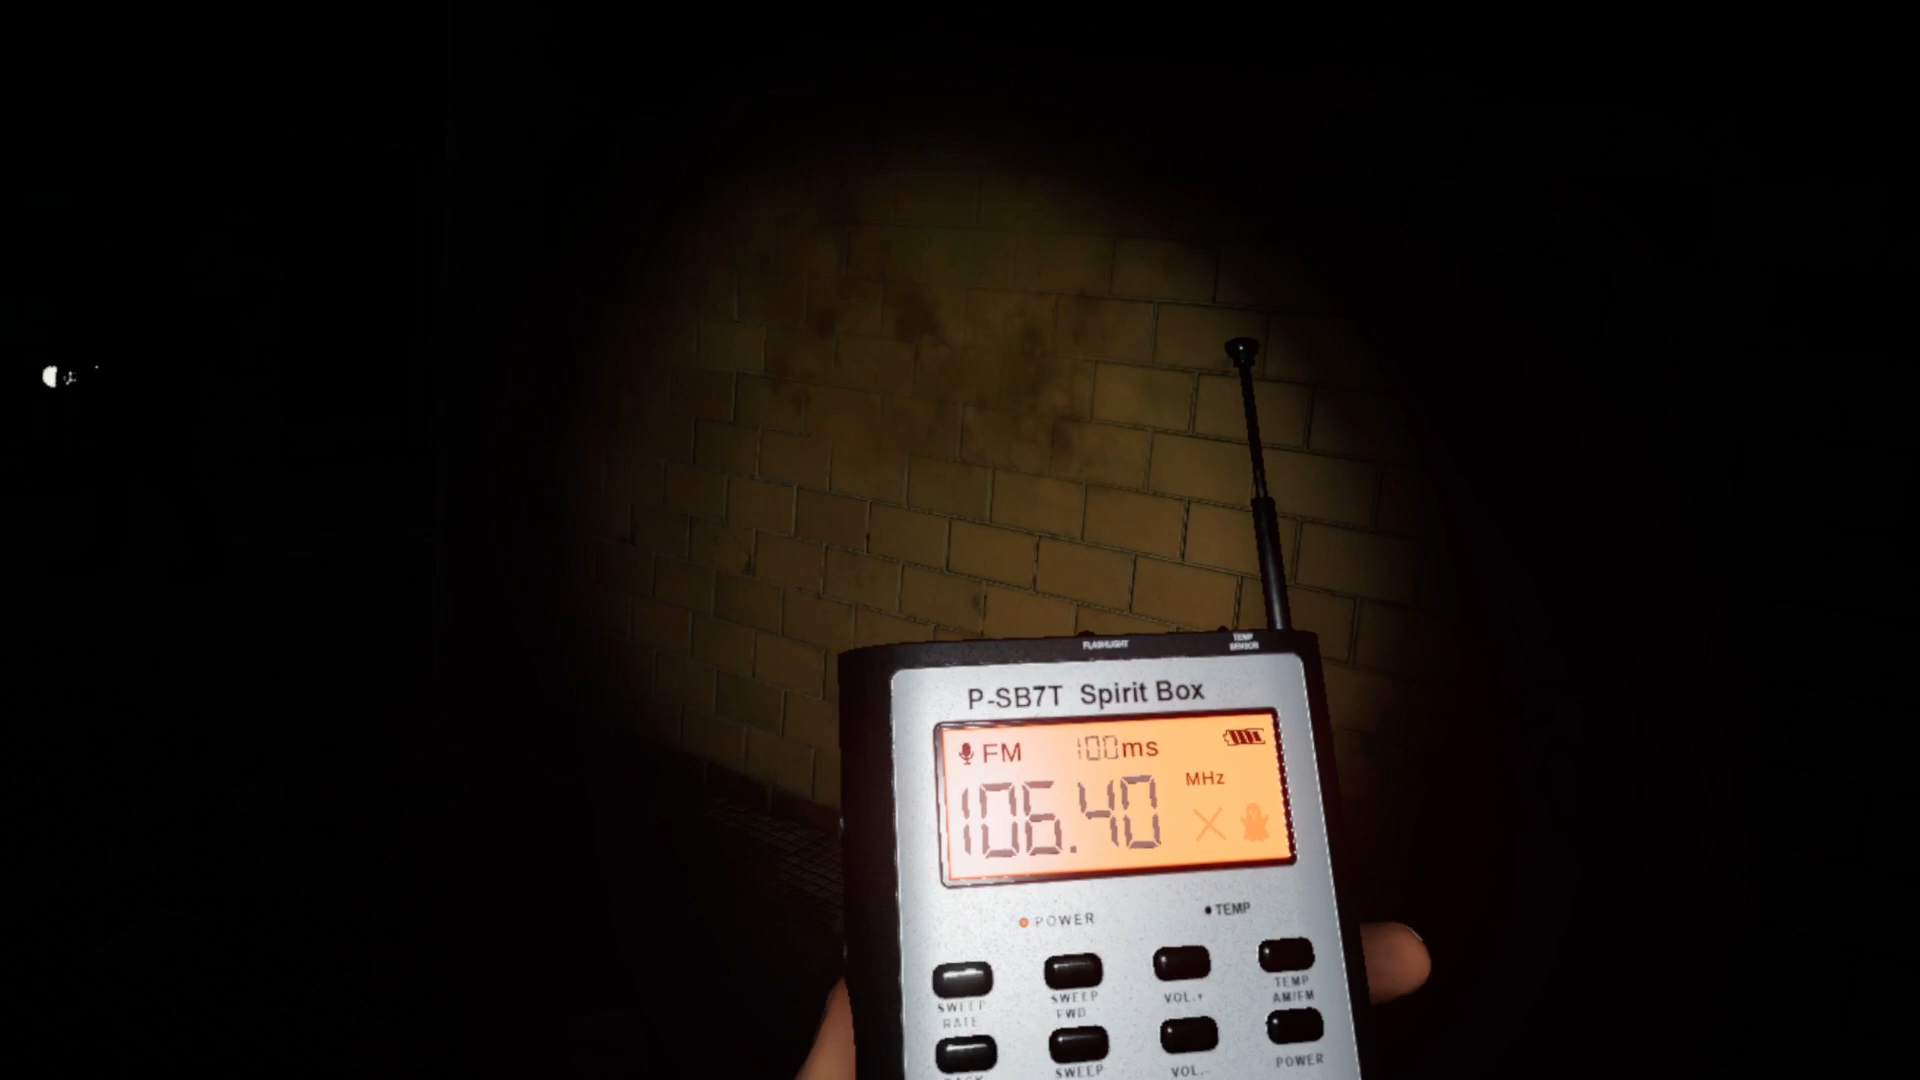 FLASHLIGHT
TEMP
SENSOR
P-SB7T Spirit Box
FM 100ms
106.40 MHz
POWER
TEMP
SWEEP
RATE
SWEEP
FWD
VOL.+
TEMP
AM/FM
SWEEP
VOL.-
POWER